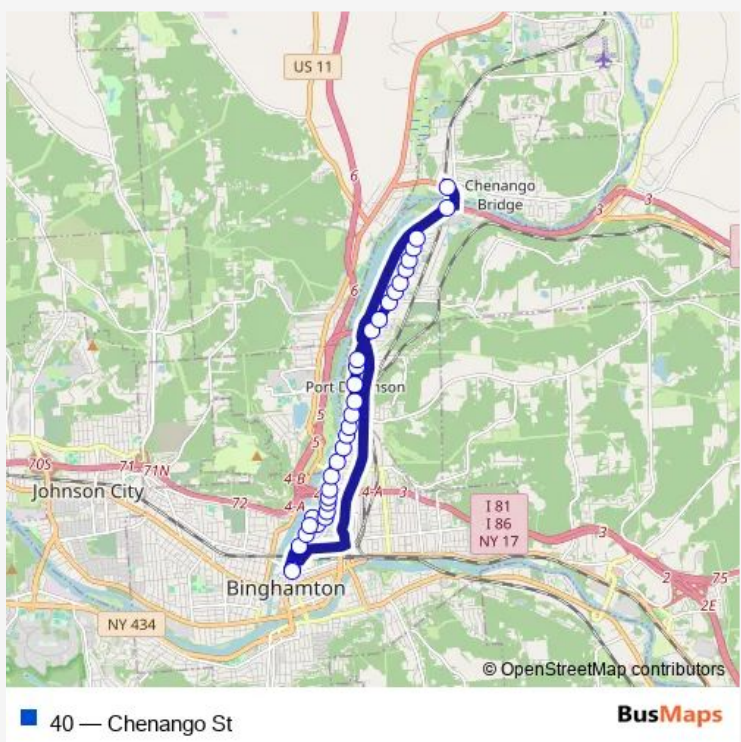 US 11
6
Chenango
Bridge
3
3
6
Port D
nson
5
5
70S
71
71N
4-B
Johnson City
72
4-A
4-A
3
I 81
I 86
NY 17
3
2
75
2E
Binghamton
NY 434
© OpenStreetMap contributors
40 — Chenango St
BusMaps